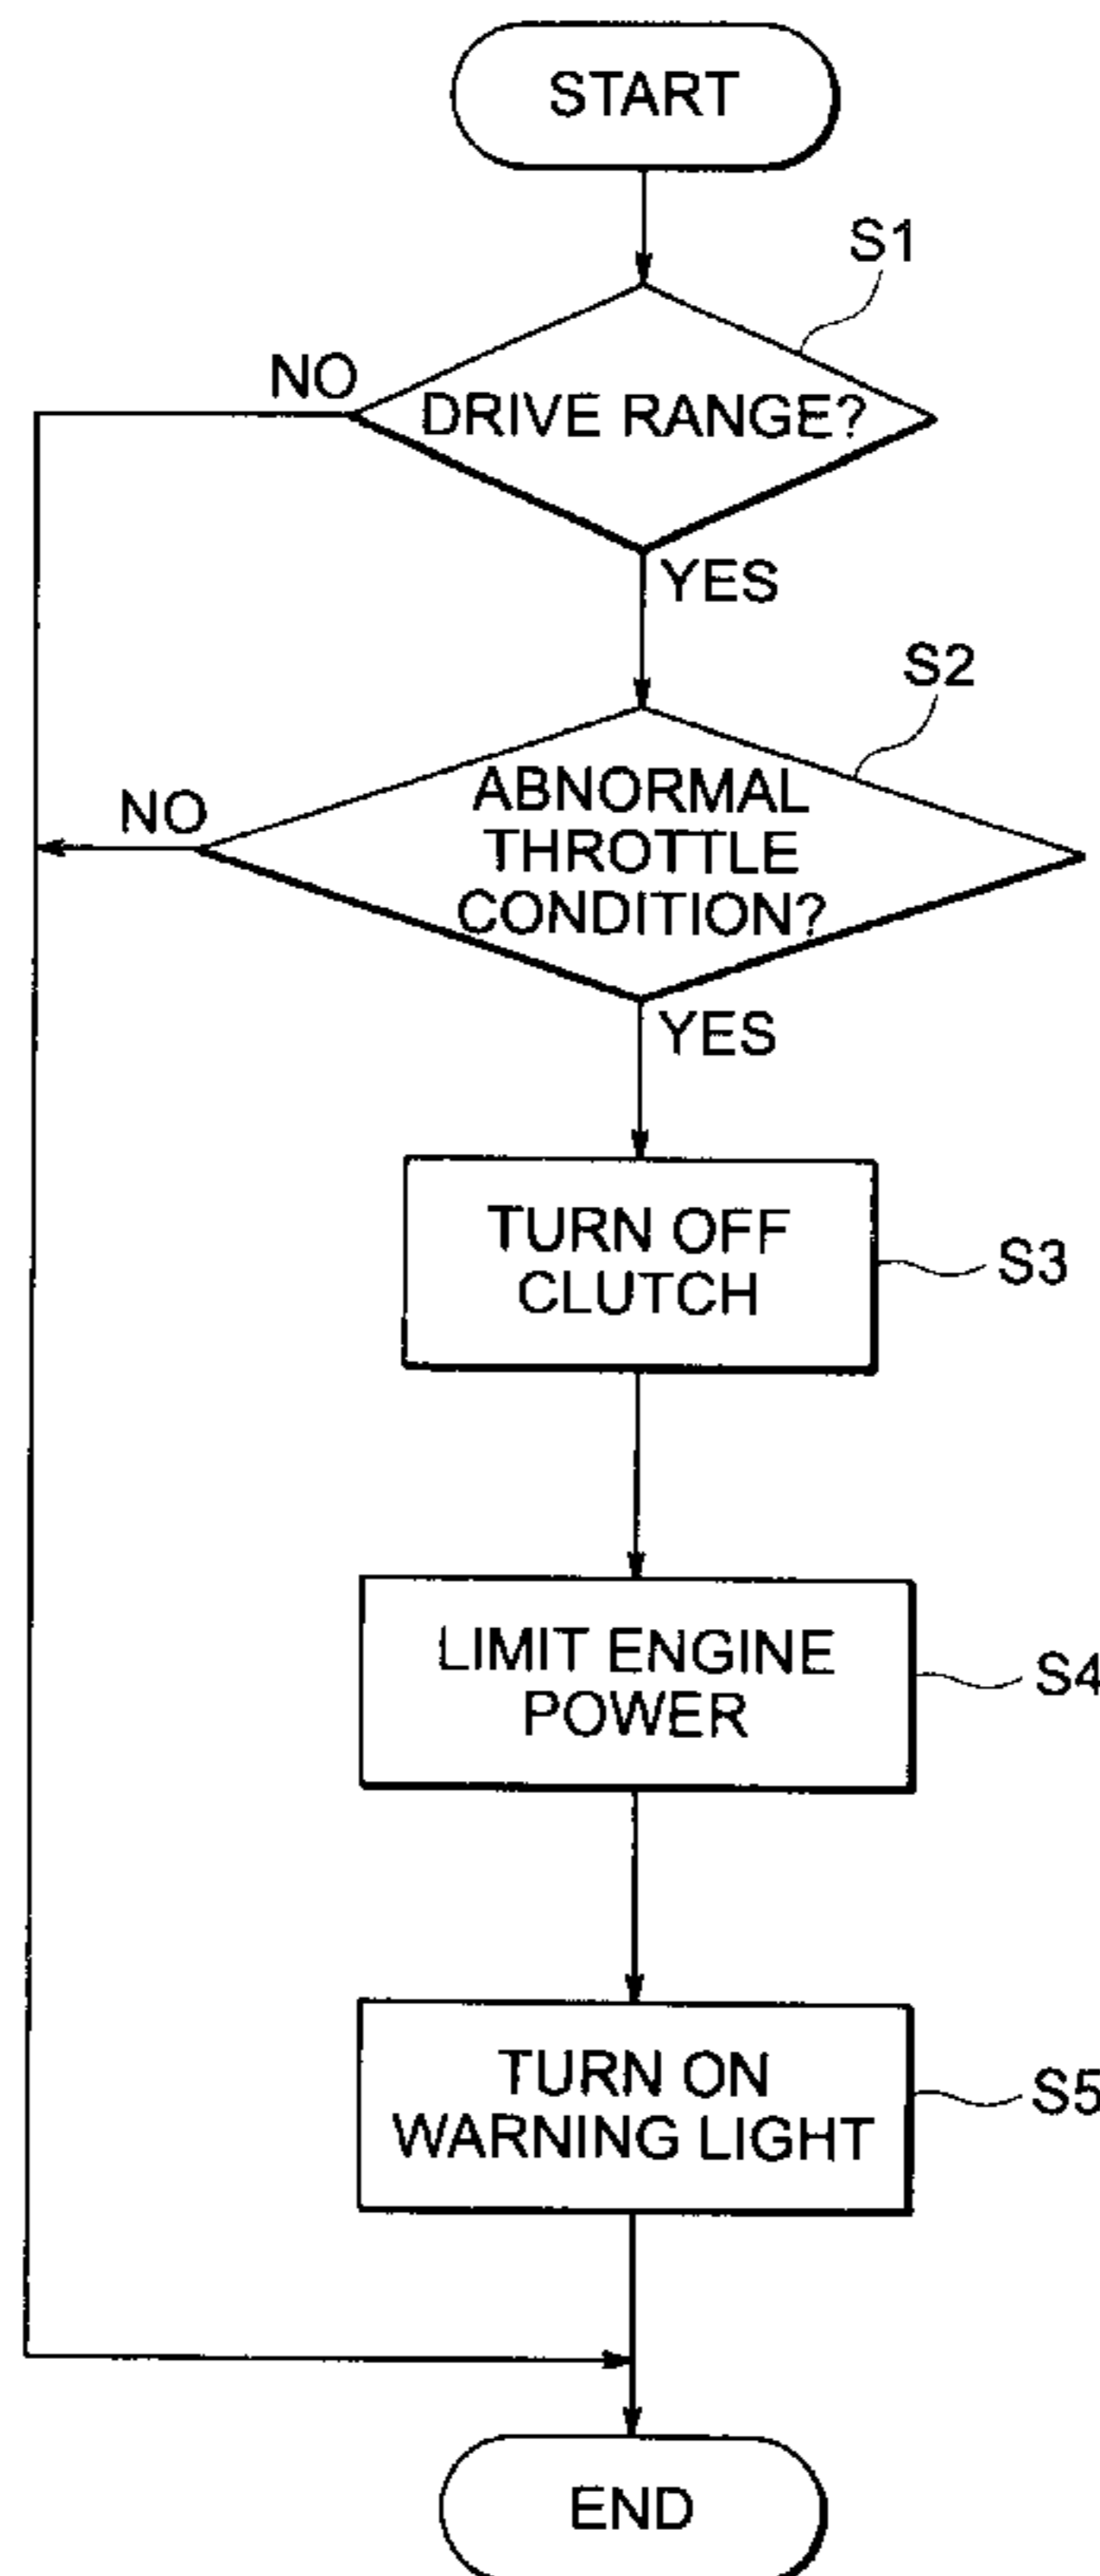 START
S1
NO
DRIVE RANGE?
YES
S2
NO
ABNORMAL
THROTTLE
CONDITION?
YES
TURN OFF
CLUTCH
S3
LIMIT ENGINE
POWER
S4
TURN ON
WARNING LIGHT
S5
END